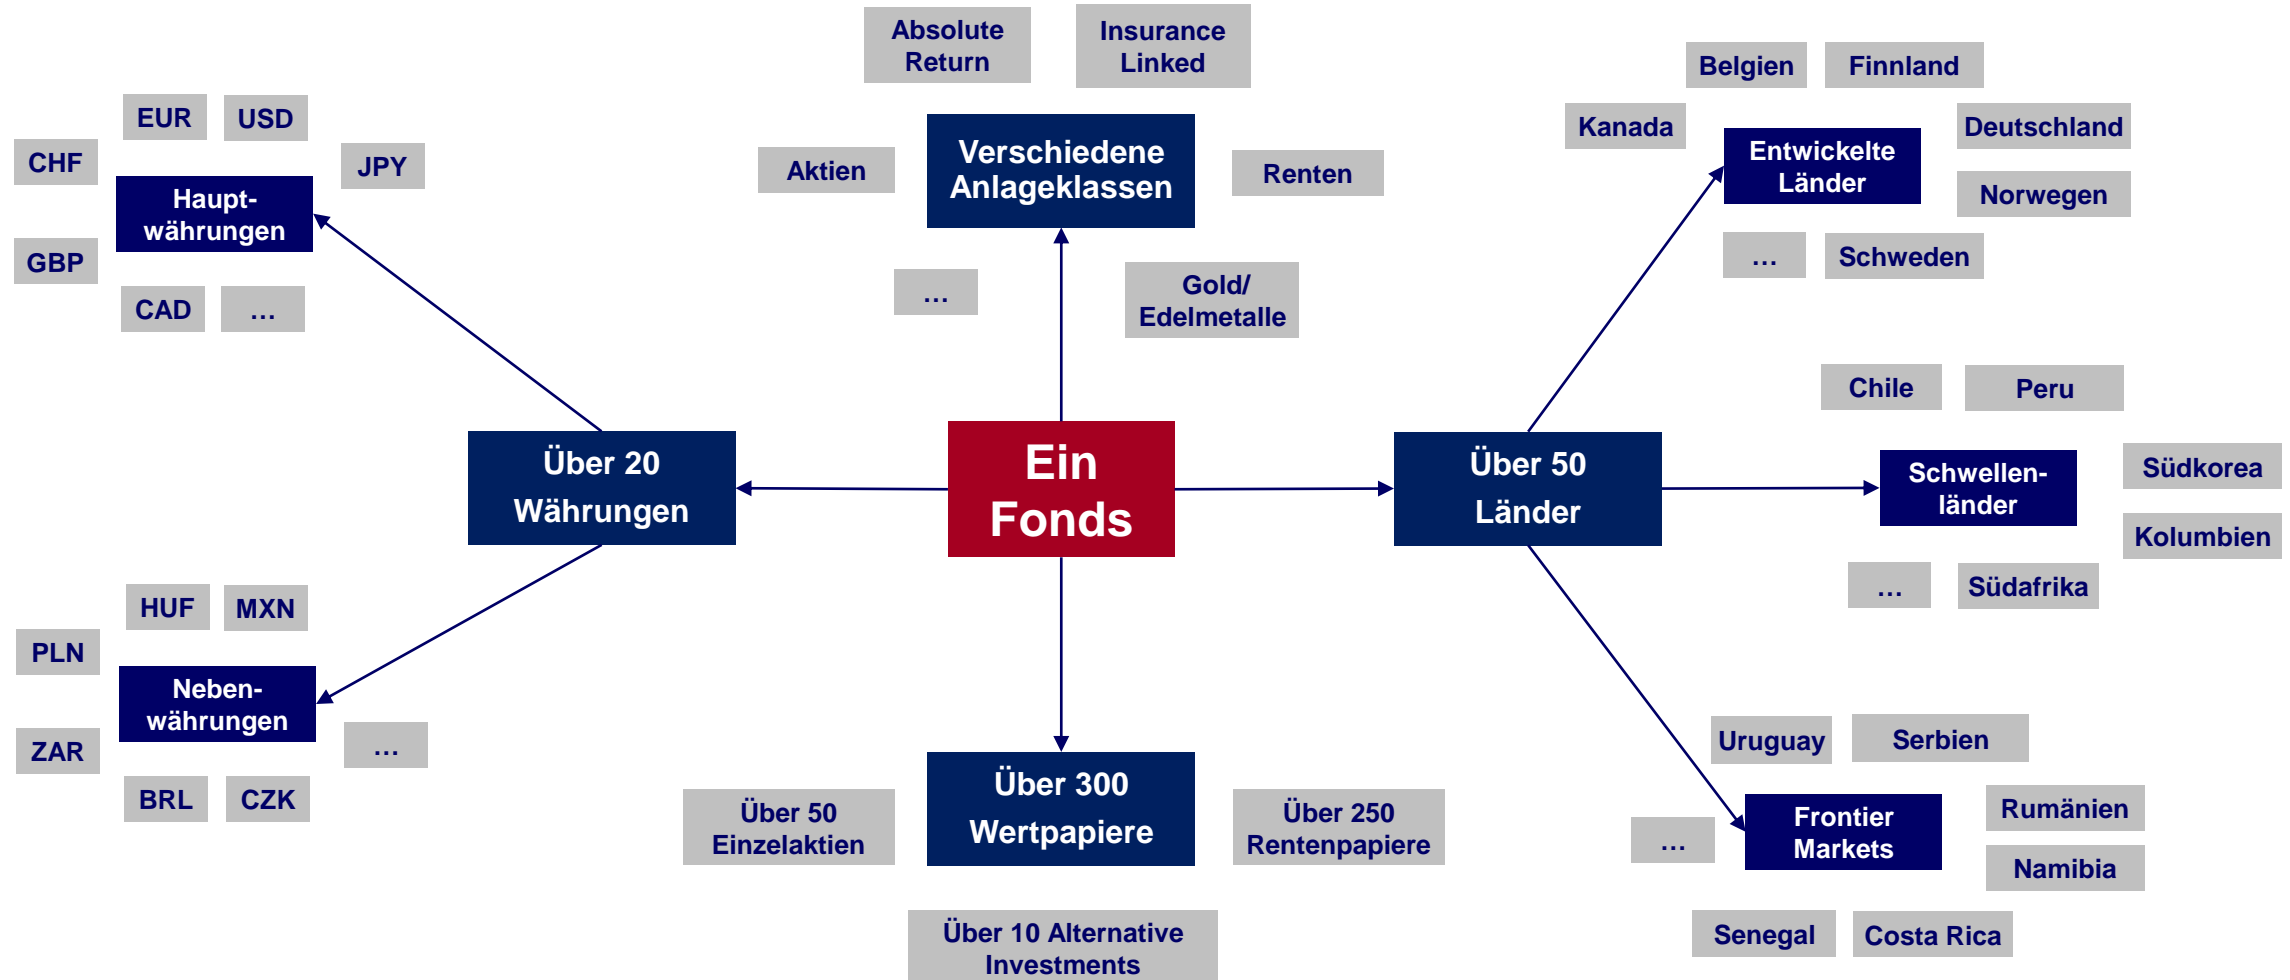 Absolute
Return
Insurance
Linked
Aktien
Verschiedene
Anlageklassen
Renten
…
Gold/
Edelmetalle
EUR
USD
CHF
JPY
Haupt-
währungen
GBP
CAD
…
Über 20
Währungen
HUF
MXN
PLN
Neben-
währungen
ZAR
…
BRL
CZK
Ein
Fonds
Über 300
Wertpapiere
Über 50
Einzelaktien
Über 250
Rentenpapiere
Über 10 Alternative
Investments
Über 50
Länder
Belgien
Finnland
Kanada
Deutschland
Entwickelte
Länder
Norwegen
…
Schweden
Chile
Peru
Südkorea
Schwellen-
länder
Kolumbien
…
Südafrika
Uruguay
Serbien
Rumänien
Frontier
Markets
…
Namibia
Senegal
Costa Rica